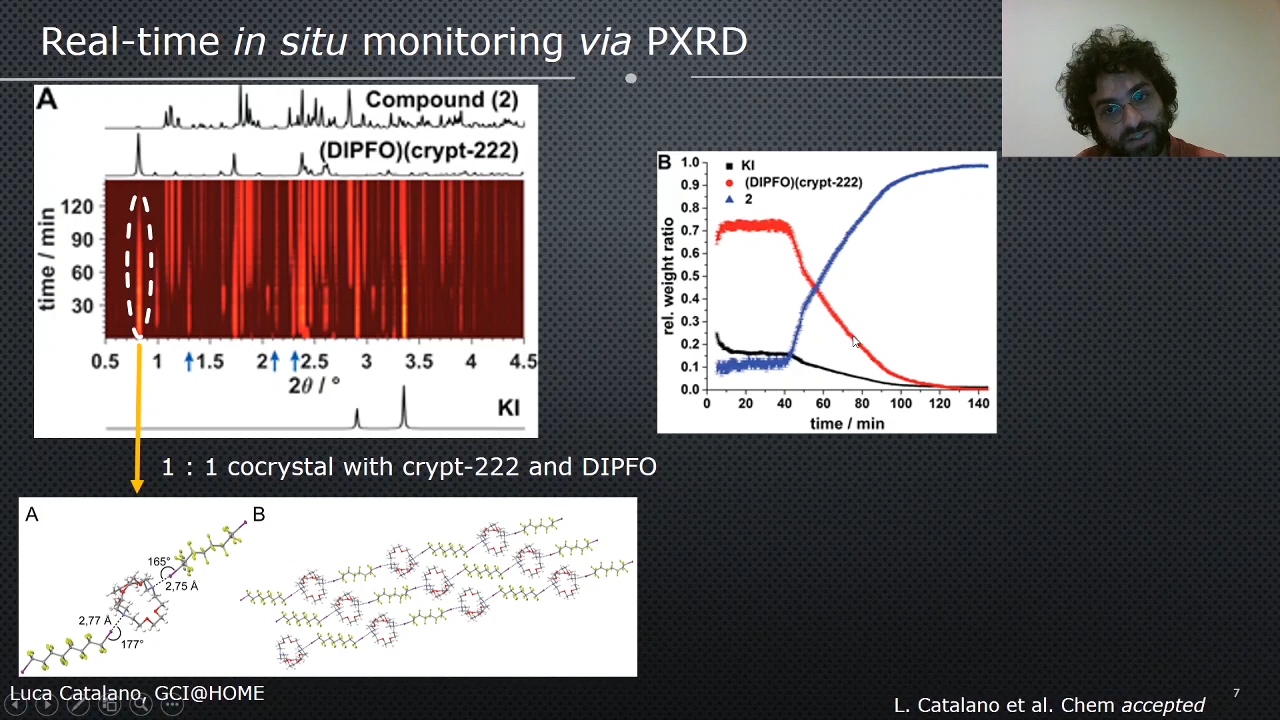 Real-time in situ monitoring via PXRD
A
Compound (2)
(DIPFO)(crypt-222)
time / min
120
90
60
30
0.5 1 1.5 2 2.5 3 3.5 4 4.5
2θ / °
KI
B
KI
(DIPFO)(crypt-222)
2
rel. weight ratio
1.0
0.9
0.8
0.7
0.6
0.5
0.4
0.3
0.2
0.1
0.0
0 20 40 60 80 100 120 140
time / min
1 : 1 cocrystal with crypt-222 and DIPFO
A
165°
2,75 Å
2,77 Å
177°
B
Luca Catalano, GCI@HOME
L. Catalano et al. Chem accepted
7